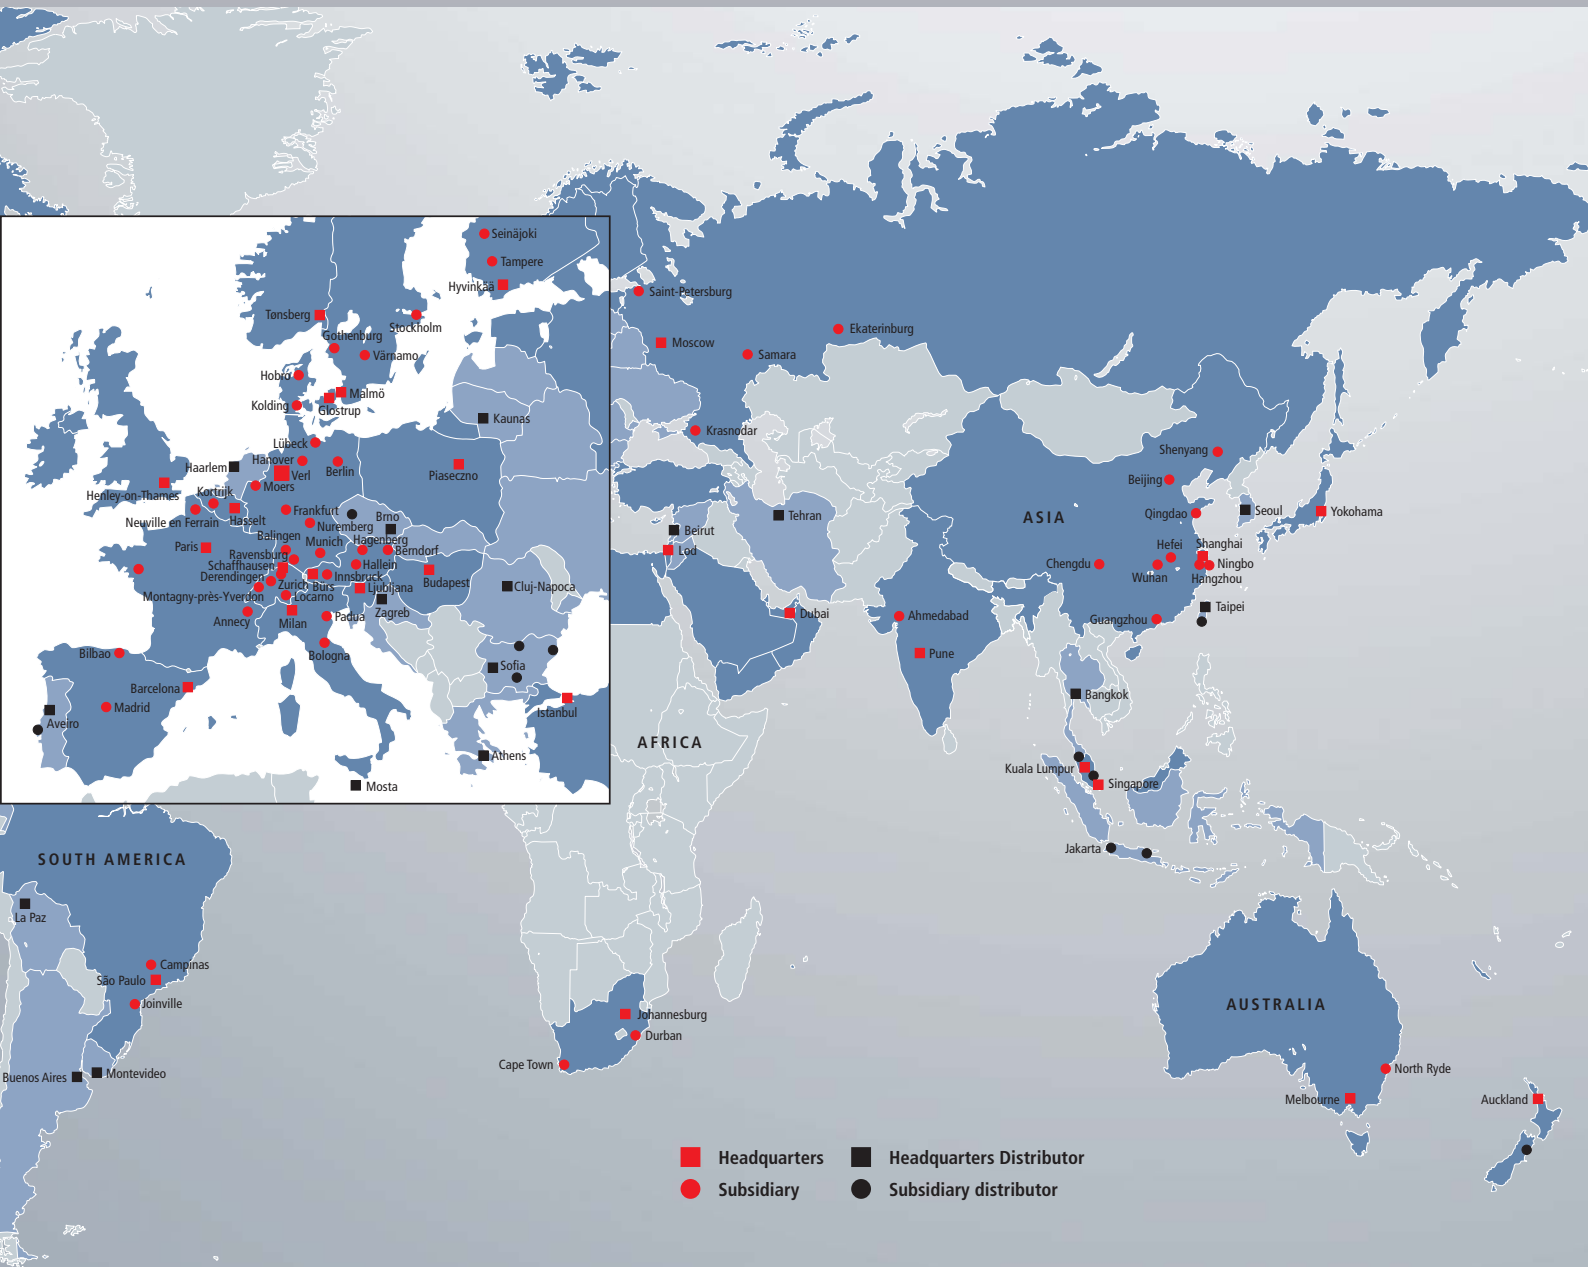 Seinäjoki
Tampere
Hyvinkää
Saint-Petersburg
Tønsberg
Stockholm
Gothenburg
Värnamo
Ekaterinburg
Moscow
Samara
Hobro
Malmö
Kolding
Glostrup
Kaunas
Krasnodar
Lübeck
Hanover
Berlin
Verl
Haarlem
Piaseczno
Moers
Henley-on-Thames
Kortrijk
Neuville en Ferrain
Hasselt
Frankfurt
Nuremberg
Brno
Balingen
Munich
Hagenberg
Paris
Ravensburg
Berndorf
Schaffhausen
Hallein
Derendingen
Innsbruck
Zurich
Bürs
Budapest
Ljubljana
Montagny-près-Yverdon
Locarno
Zagreb
Cluj-Napoca
Annecy
Milan
Padua
Bologna
Bilbao
Sofia
Barcelona
Madrid
Aveiro
Istanbul
Athens
Mosta
Shenyang
Beijing
ASIA
Tehran
Qingdao
Seoul
Yokohama
Beirut
Lod
Hefei
Shanghai
Chengdu
Ningbo
Wuhan
Hangzhou
Dubai
Ahmedabad
Taipei
Guangzhou
Pune
Bangkok
AFRICA
Kuala Lumpur
Singapore
Jakarta
SOUTH AMERICA
La Paz
Campinas
São Paulo
Joinville
AUSTRALIA
Johannesburg
Durban
Cape Town
Buenos Aires
Montevideo
North Ryde
Melbourne
Auckland
Headquarters
Headquarters Distributor
Subsidiary
Subsidiary distributor